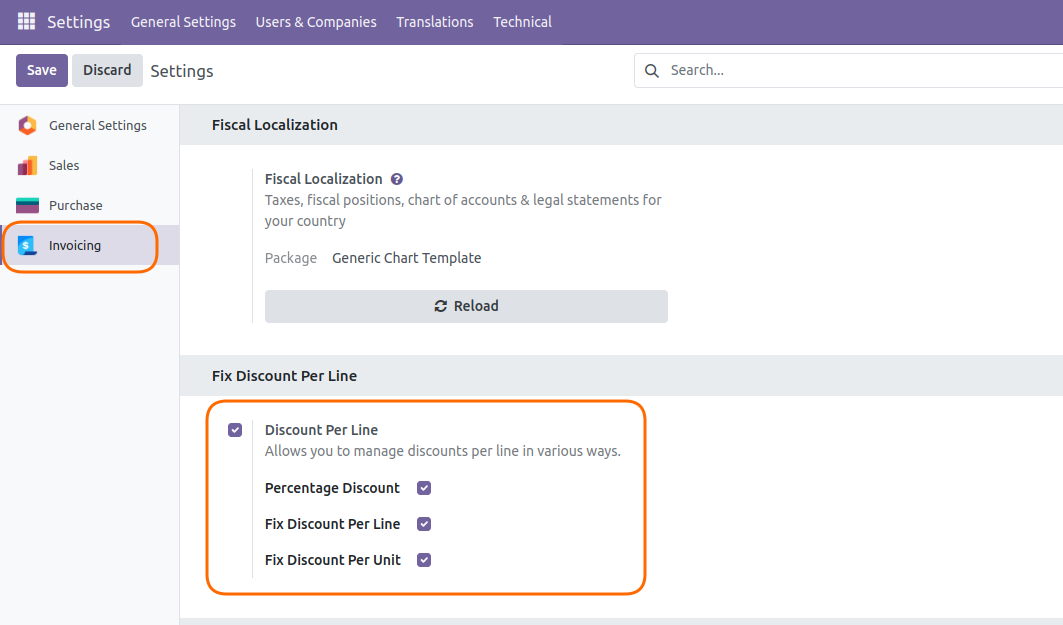 Settings General Settings Users & Companies Translations Technical
Save Discard Settings Search...
General Settings
Sales
Purchase
$ Invoicing
Fiscal Localization
Fiscal Localization ?
Taxes, fiscal positions, chart of accounts & legal statements for
your country
Package Generic Chart Template
Reload
Fix Discount Per Line
Discount Per Line
Allows you to manage discounts per line in various ways.
Percentage Discount
Fix Discount Per Line
Fix Discount Per Unit